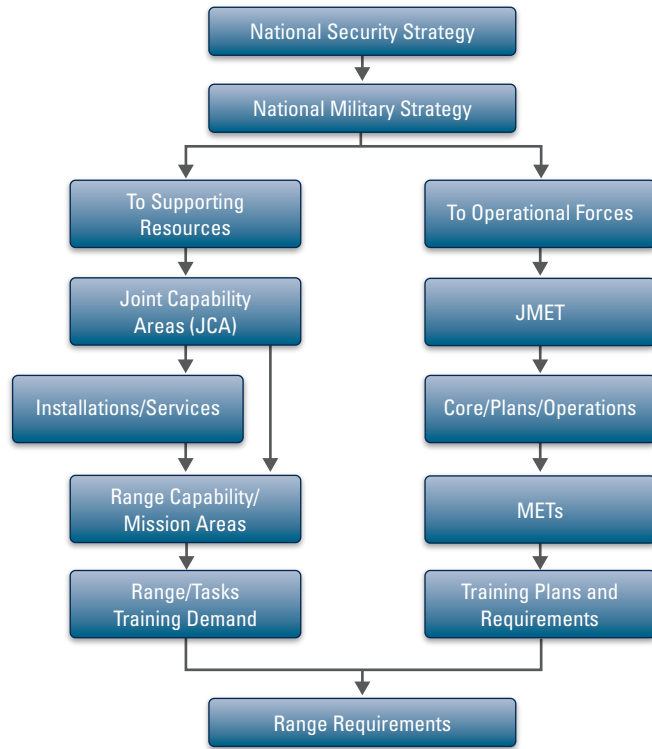 National Security Strategy
National Military Strategy
To Supporting
Resources
To Operational Forces
Joint Capability
Areas (JCA)
JMET
Installations/Services
Core/Plans/Operations
Range Capability/
Mission Areas
METs
Range/Tasks
Training Demand
Training Plans and
Requirements
Range Requirements